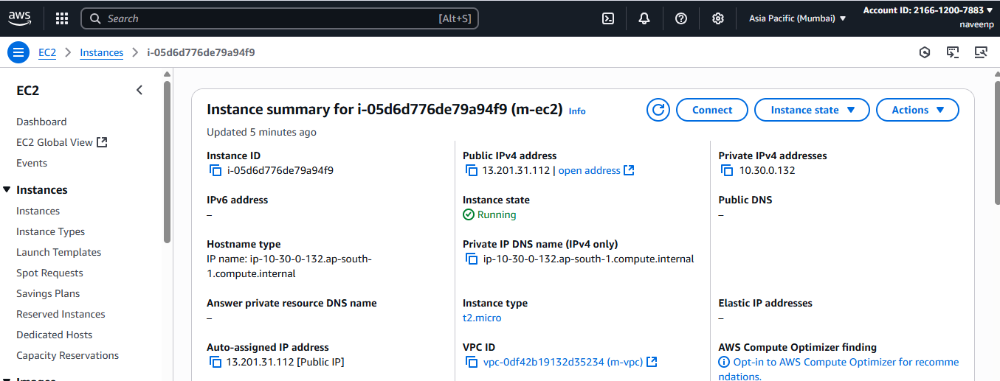 aws
Search [Alt+S]
Asia Pacific (Mumbai)
Account ID: 2166-1200-7883
naveenp
EC2 > Instances > i-05d6d776de79a94f9
EC2
Dashboard
EC2 Global View
Events
Instances
Instances
Instance Types
Launch Templates
Spot Requests
Savings Plans
Reserved Instances
Dedicated Hosts
Capacity Reservations
Images
Instance summary for i-05d6d776de79a94f9 (m-ec2) Info
Connect
Instance state
Actions
Updated 5 minutes ago
Instance ID
i-05d6d776de79a94f9
Public IPv4 address
13.201.31.112 | open address
Private IPv4 addresses
10.30.0.132
IPv6 address
–
Instance state
Running
Public DNS
–
Hostname type
IP name: ip-10-30-0-132.ap-south-
1.compute.internal
Private IP DNS name (IPv4 only)
ip-10-30-0-132.ap-south-1.compute.internal
Answer private resource DNS name
–
Instance type
t2.micro
Elastic IP addresses
–
Auto-assigned IP address
13.201.31.112 [Public IP]
VPC ID
vpc-0df42b19132d35234 (m-vpc)
AWS Compute Optimizer finding
Opt-in to AWS Compute Optimizer for recomme
ndations.